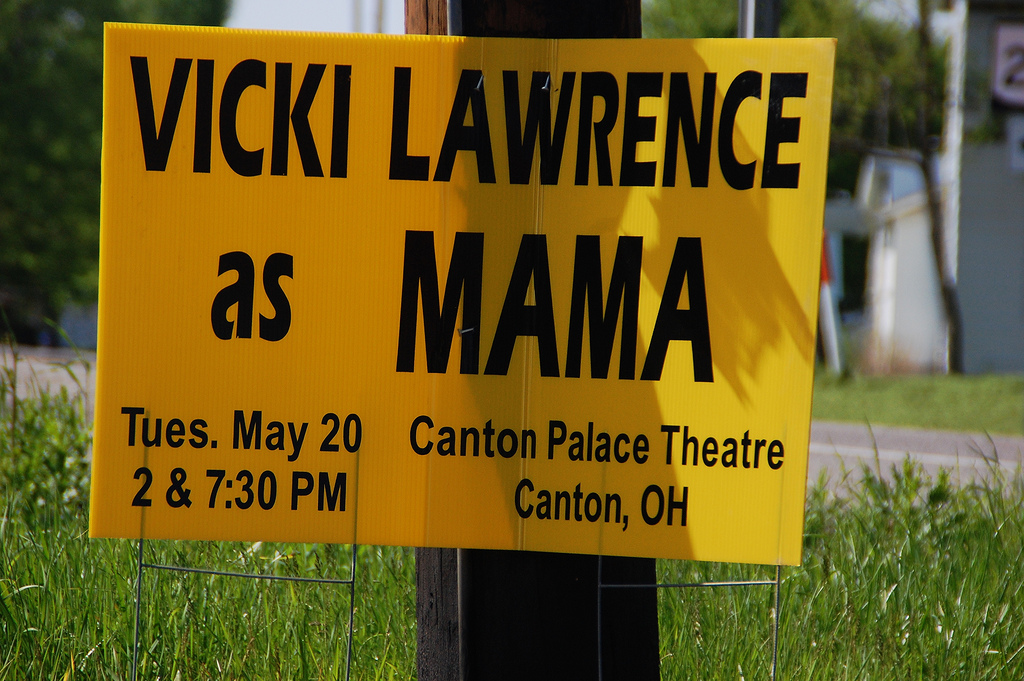 VICKI LAWRENCE
as MAMA
Tues. May 20
2 & 7:30 PM
Canton Palace Theatre
Canton, OH